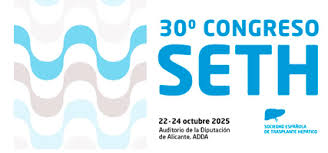 30º CONGRESO
SETH
22-24 octubre 2025
Auditorio de la Diputación
de Alicante, ADDA
SOCIEDAD ESPAÑOLA
DE TRASPLANTE HEPÁTICO